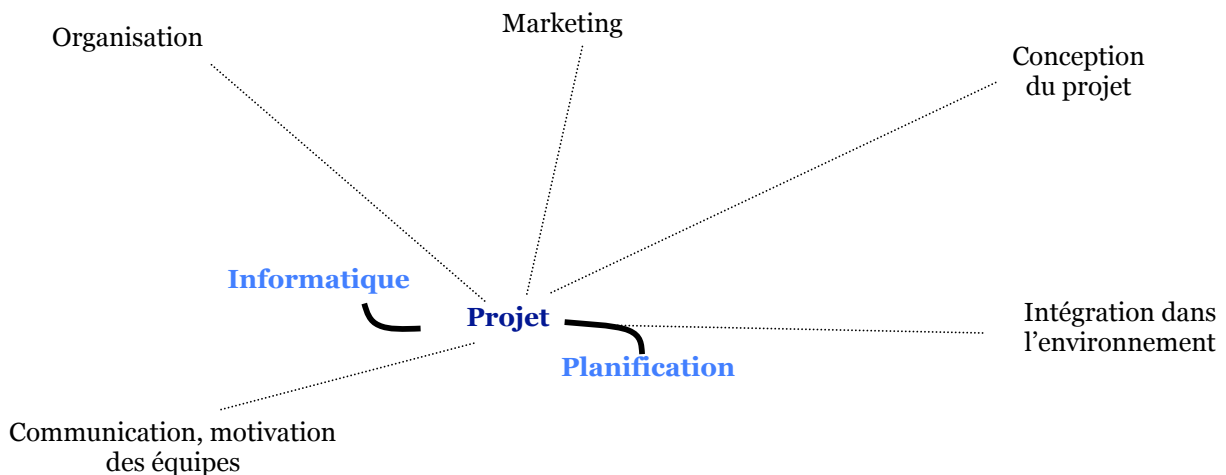 Marketing
Organisation
Conception
du projet
Informatique
Projet
Intégration dans
l’environnement
Planification
Communication, motivation
des équipes